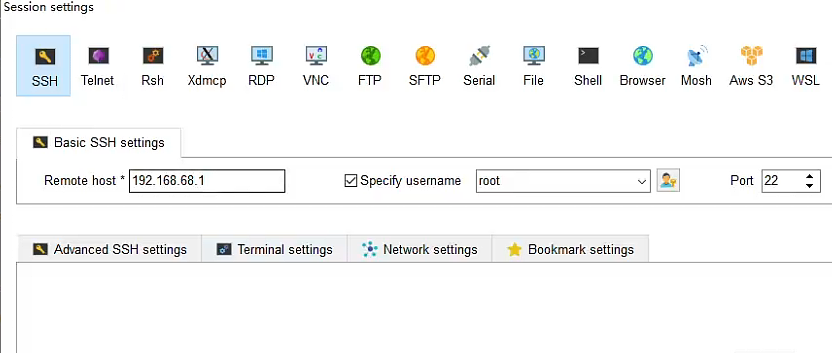 Session settings
SSH Telnet Rsh Xdmcp RDP VNC FTP SFTP Serial File Shell Browser Mosh Aws S3 WSL
Basic SSH settings
Remote host * 192.168.68.1 Specify username root Port 22
Advanced SSH settings Terminal settings Network settings Bookmark settings